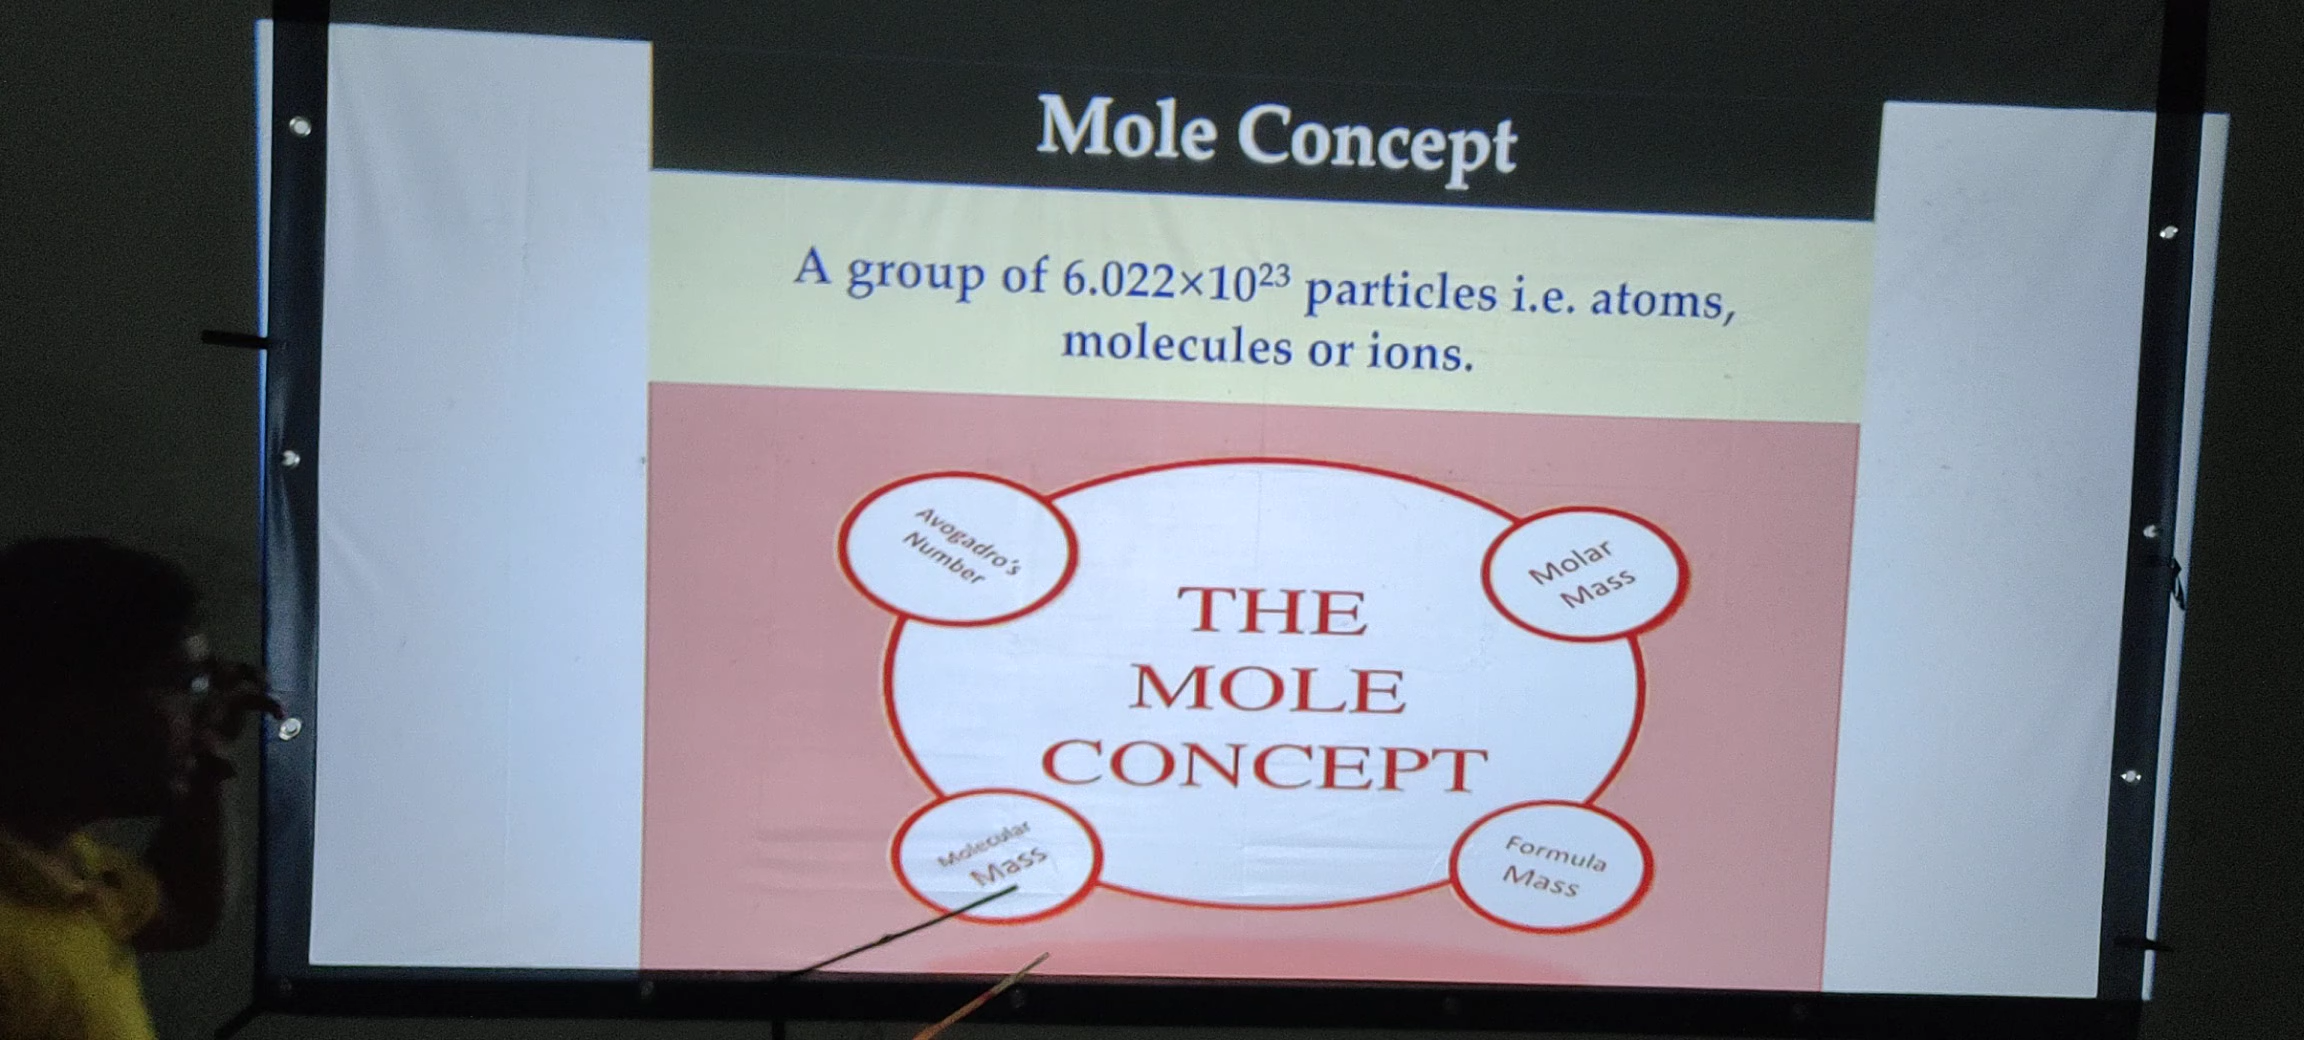 Mole Concept
A group of 6.022×10²³ particles i.e. atoms,
molecules or ions.
Avogadro's
Number
Molar
Mass
THE
MOLE
CONCEPT
Molecular
Mass
Formula
Mass